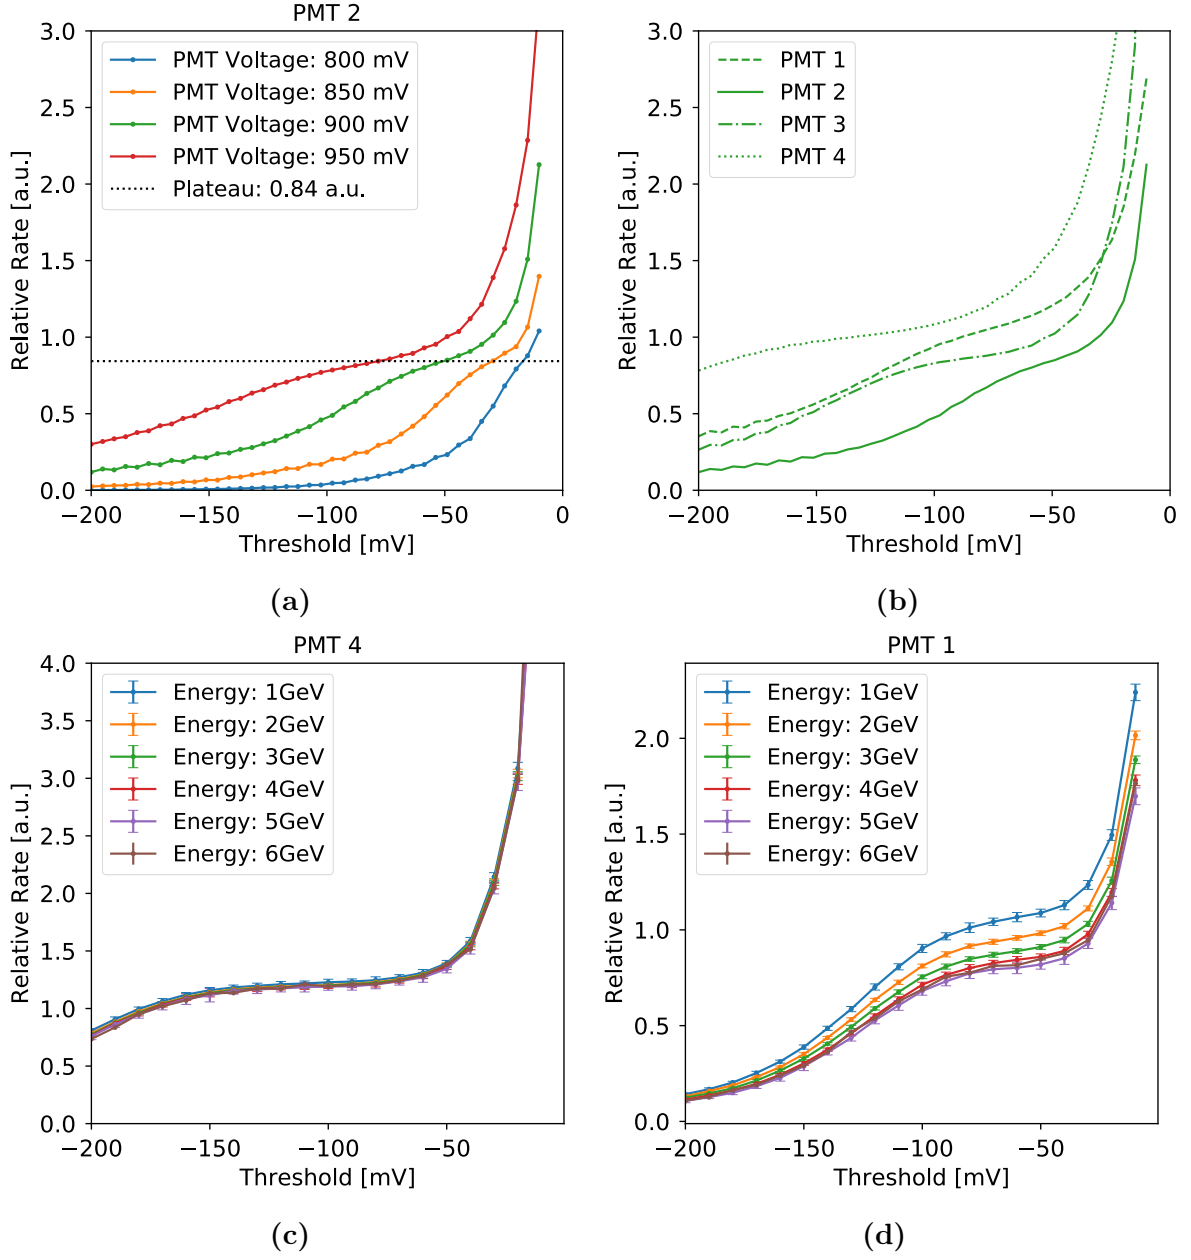 PMT 2
3.0
2.5
2.0
1.5
1.0
0.5
0.0
Relative Rate [a.u.]
PMT Voltage: 800 mV
PMT Voltage: 850 mV
PMT Voltage: 900 mV
PMT Voltage: 950 mV
Plateau: 0.84 a.u.
−200 −150 −100 −50 0
Threshold [mV]
(a)
3.0
2.5
2.0
1.5
1.0
0.5
0.0
Relative Rate [a.u.]
PMT 1
PMT 2
PMT 3
PMT 4
−200 −150 −100 −50 0
Threshold [mV]
(b)
PMT 4
4.0
3.5
3.0
2.5
2.0
1.5
1.0
0.5
0.0
Relative Rate [a.u.]
Energy: 1GeV
Energy: 2GeV
Energy: 3GeV
Energy: 4GeV
Energy: 5GeV
Energy: 6GeV
−200 −150 −100 −50
Threshold [mV]
(c)
PMT 1
2.0
1.5
1.0
0.5
0.0
Relative Rate [a.u.]
Energy: 1GeV
Energy: 2GeV
Energy: 3GeV
Energy: 4GeV
Energy: 5GeV
Energy: 6GeV
−200 −150 −100 −50
Threshold [mV]
(d)